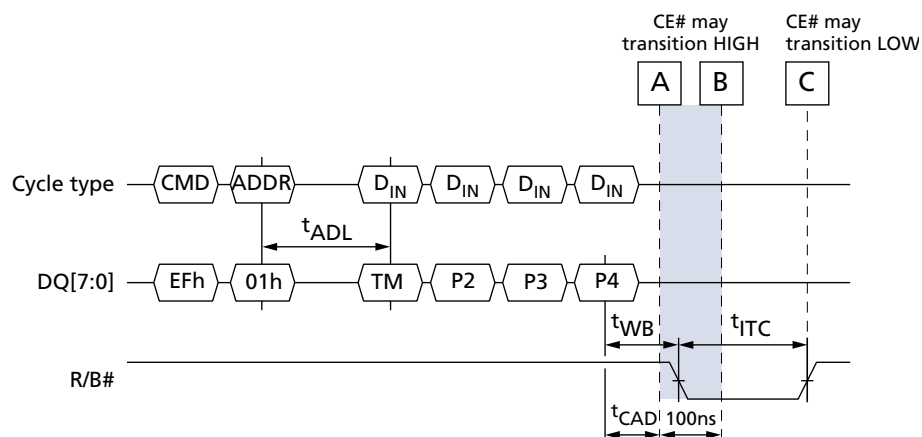 CE# may
transition HIGH
CE# may
transition LOW
A
B
C
Cycle type
CMD
ADDR
DIN
DIN
DIN
DIN
tADL
DQ[7:0]
EFh
01h
TM
P2
P3
P4
tWB
tITC
R/B#
tCAD
100ns